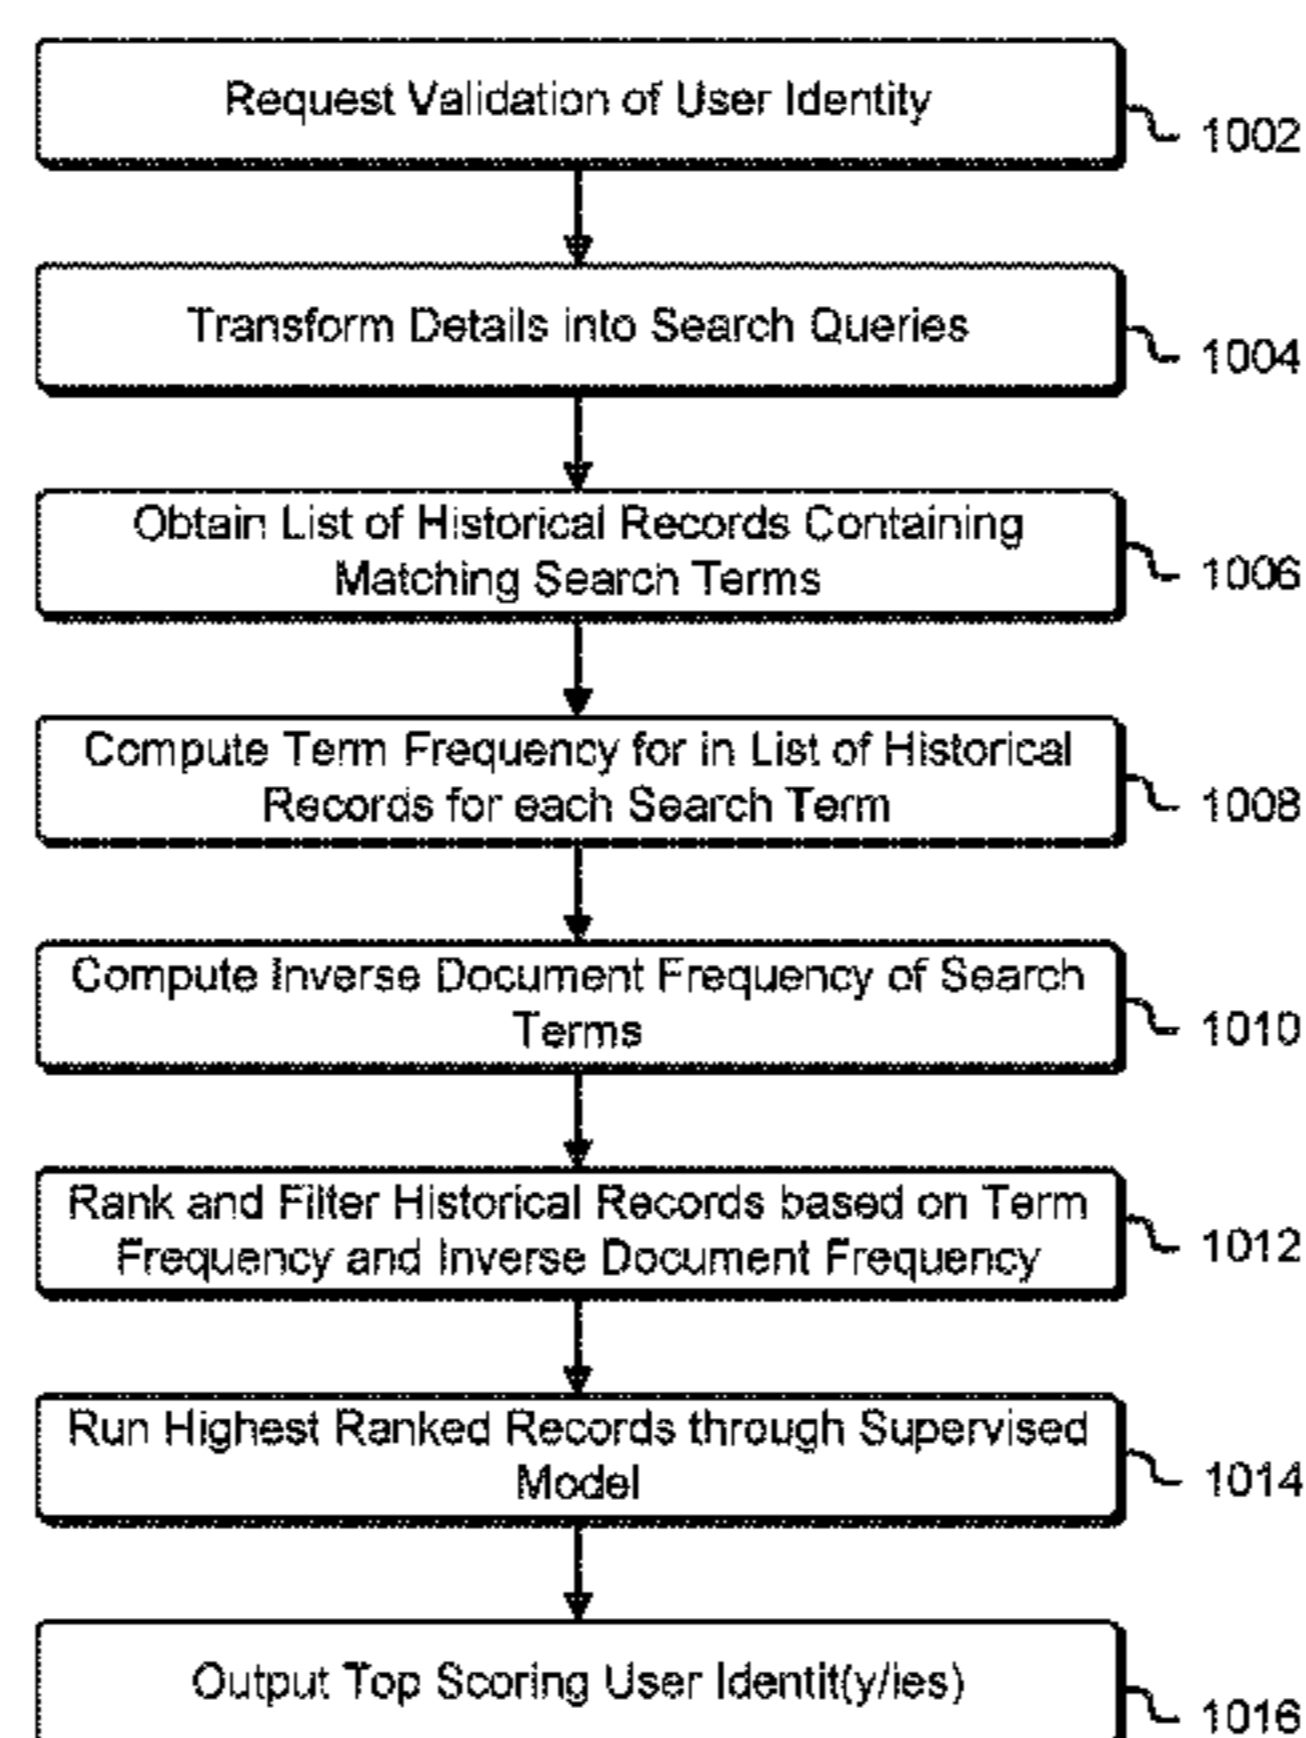 Request Validation of User Identity
1002
Transform Details into Search Queries
1004
Obtain List of Historical Records Containing
Matching Search Terms
1006
Compute Term Frequency for in List of Historical
Records for each Search Term
1008
Compute Inverse Document Frequency of Search
Terms
1010
Rank and Filter Historical Records based on Term
Frequency and Inverse Document Frequency
1012
Run Highest Ranked Records through Supervised
Model
1014
Output Top Scoring User Identit(y/ies)
1016